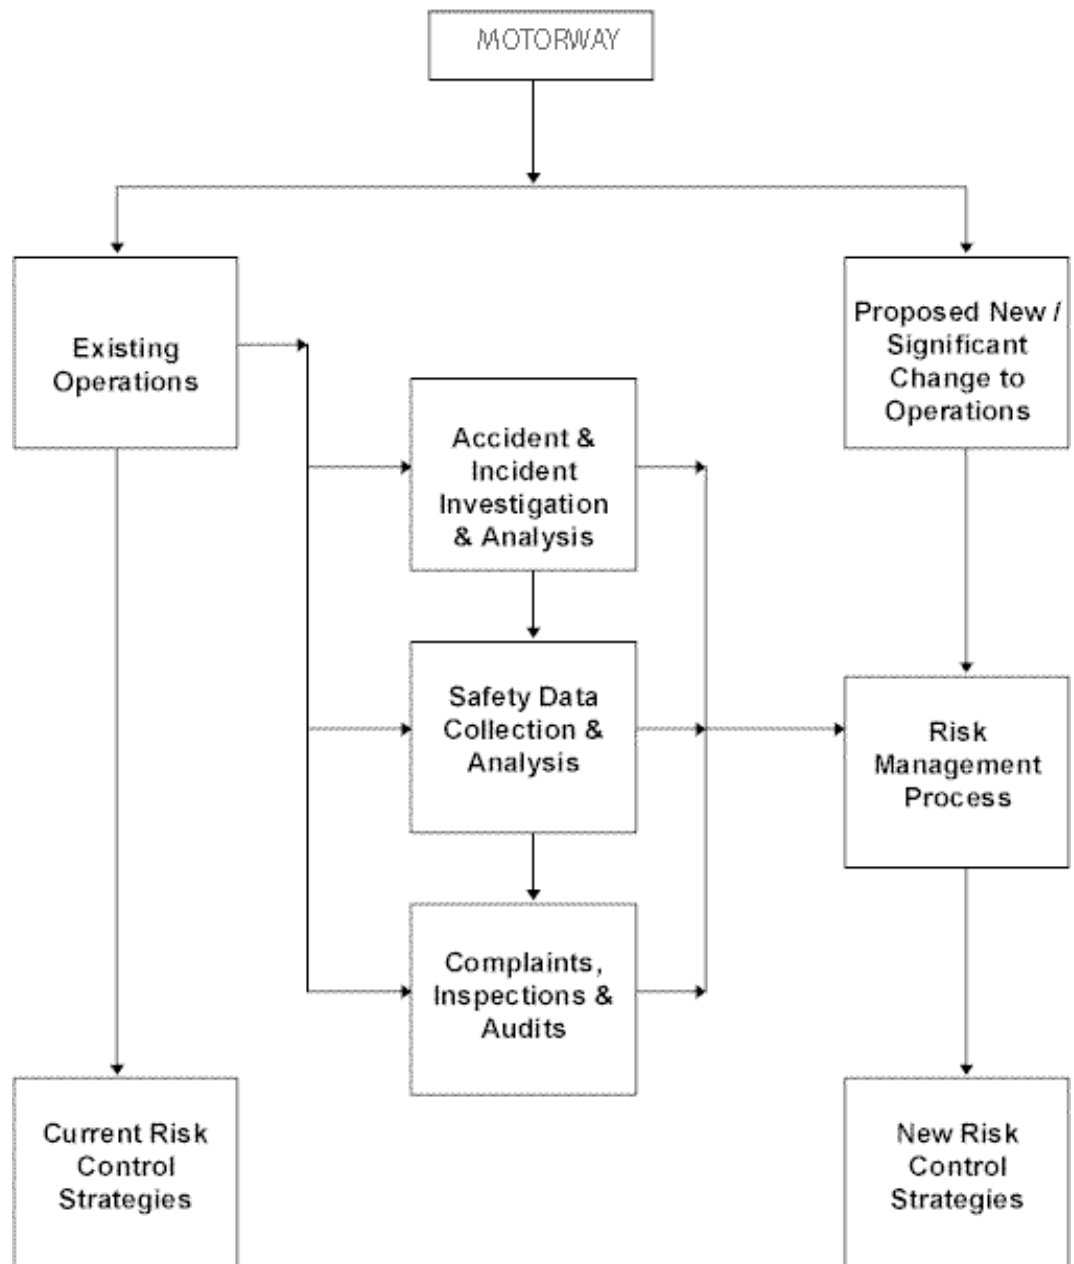 MOTORWAY
Existing
Operations
Proposed New /
Significant
Change to
Operations
Accident &
Incident
Investigation
& Analysis
Safety Data
Collection &
Analysis
Risk
Management
Process
Complaints,
Inspections &
Audits
Current Risk
Control
Strategies
New Risk
Control
Strategies